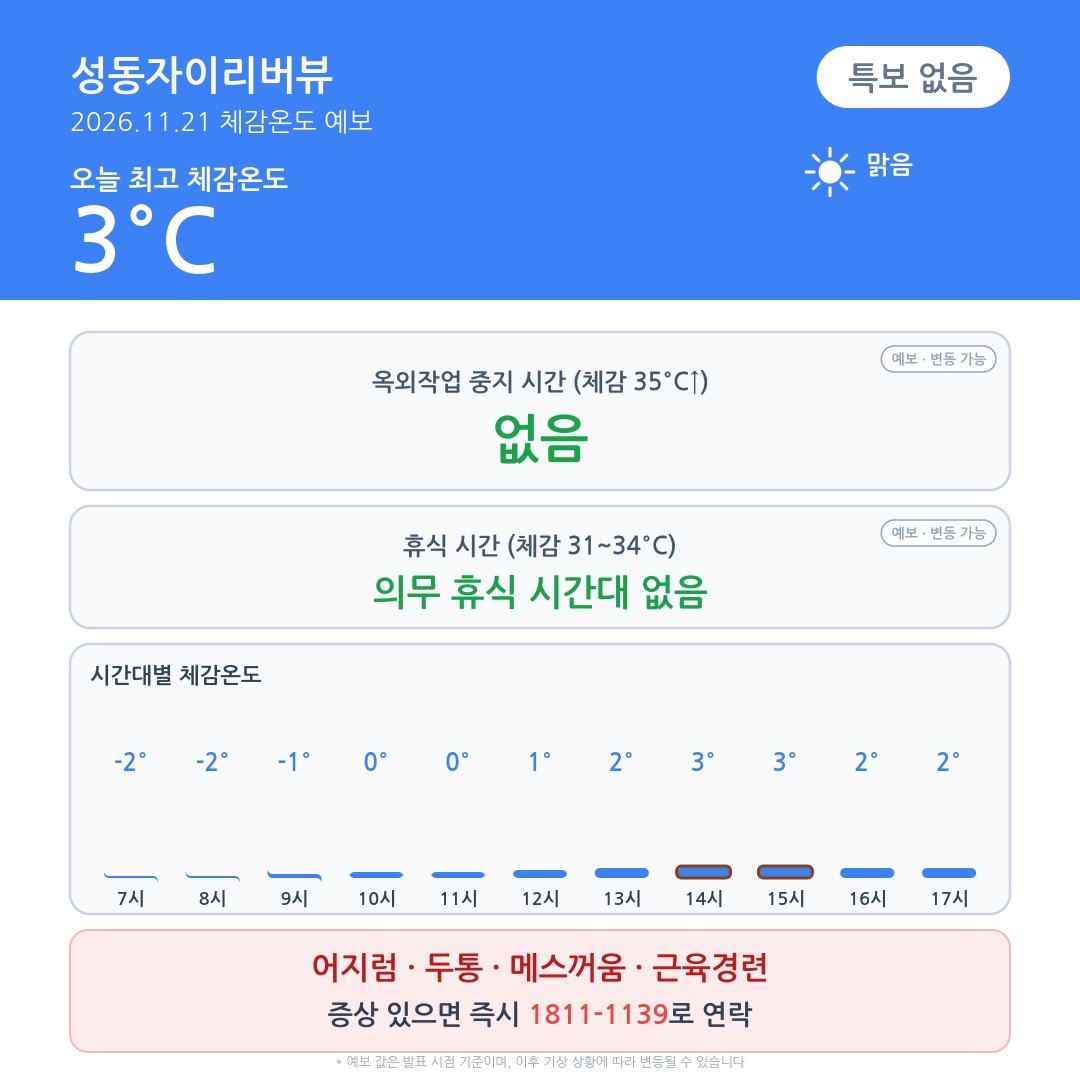 성동자이리버뷰
특보 없음
2026.11.21 체감온도 예보
맑음
오늘 최고 체감온도
3°C
예보 · 변동 가능
옥외작업 중지 시간 (체감 35°C↑)
없음
예보 · 변동 가능
휴식 시간 (체감 31~34°C)
의무 휴식 시간대 없음
시간대별 체감온도
-2° -2° -1° 0° 0° 1° 2° 3° 3° 2° 2°
7시 8시 9시 10시 11시 12시 13시 14시 15시 16시 17시
어지럼 · 두통 · 메스꺼움 · 근육경련
증상 있으면 즉시 1811-1139로 연락
* 예보 값은 발표 시점 기준이며, 이후 기상 상황에 따라 변동될 수 있습니다